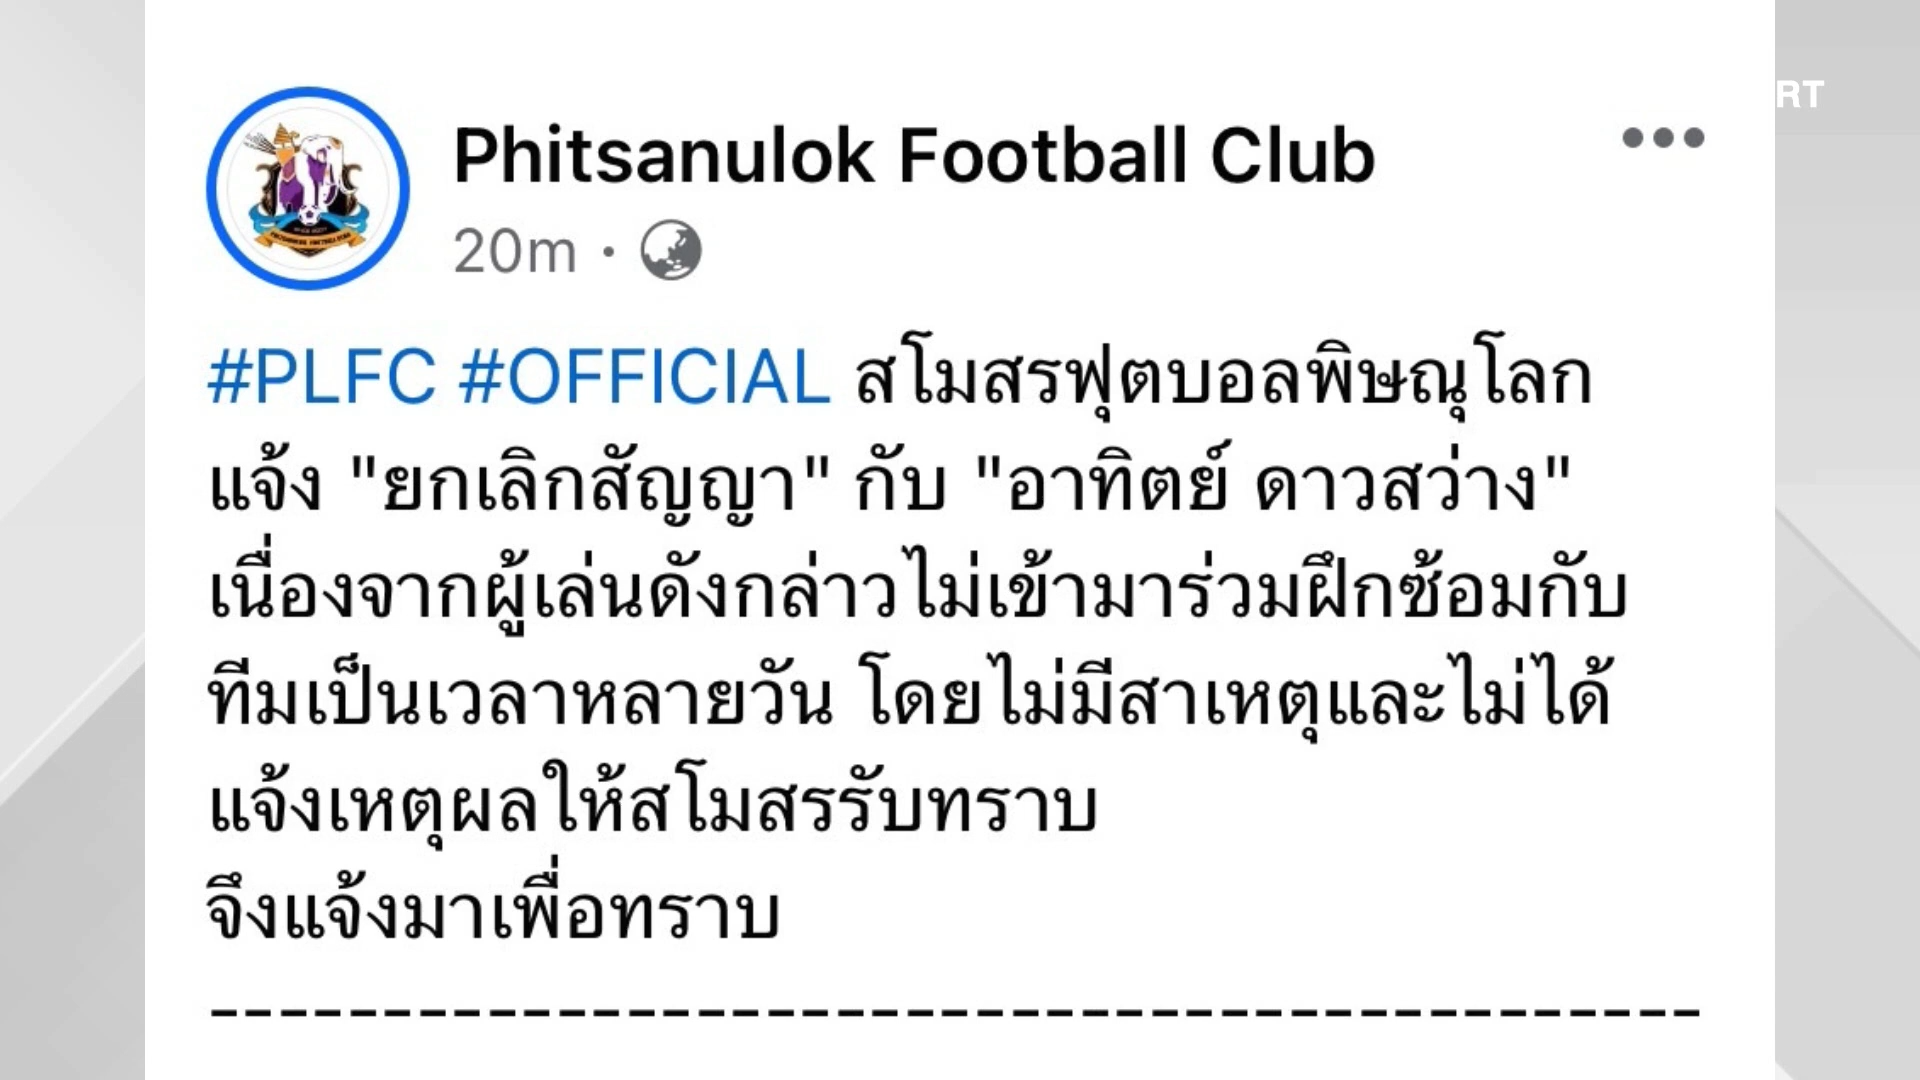 RT
Phitsanulok Football Club
20m
#PLFC #OFFICIAL สโมสรฟุตบอลพิษณุโลก
แจ้ง "ยกเลิกสัญญา" กับ "อาทิตย์ ดาวสว่าง"
เนื่องจากผู้เล่นดังกล่าวไม่เข้ามาร่วมฝึกซ้อมกับ
ทีมเป็นเวลาหลายวัน โดยไม่มีสาเหตุและไม่ได้
แจ้งเหตุผลให้สโมสรรับทราบ
จึงแจ้งมาเพื่อทราบ